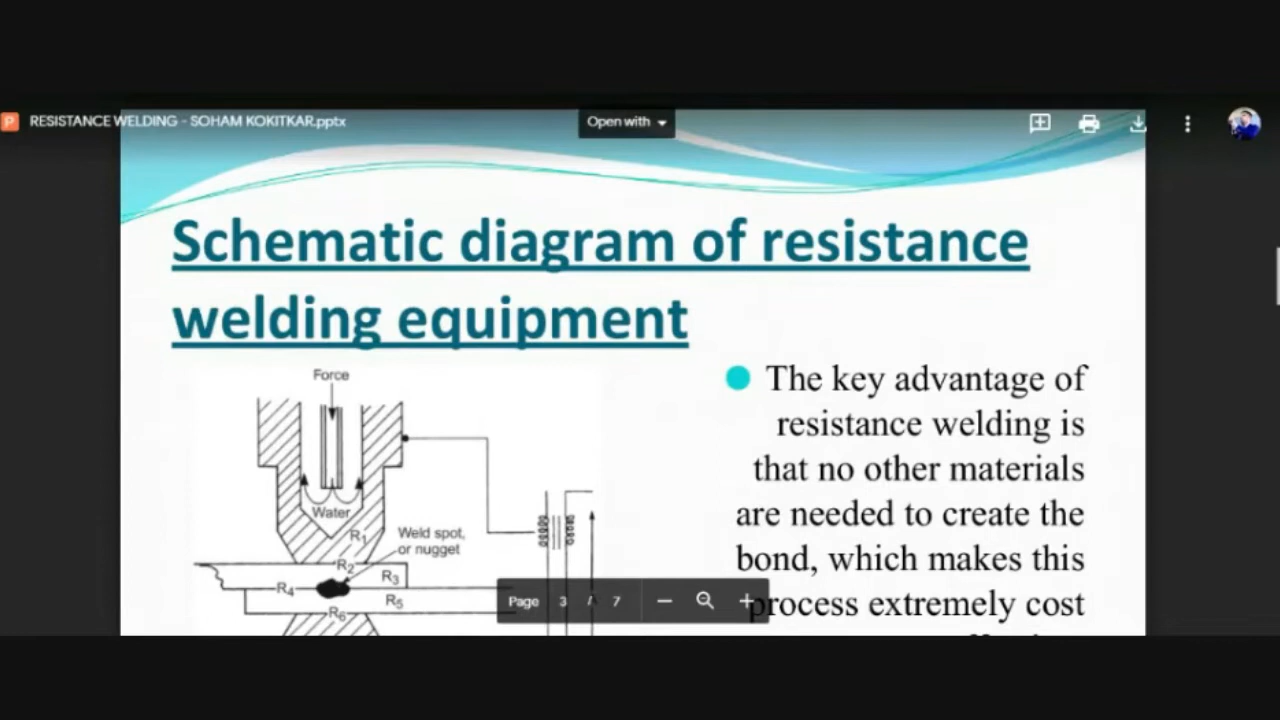 RESISTANCE WELDING - SOHAM KOKITKAR.pptx
Open with
Schematic diagram of resistance
welding equipment
Force
Water
R1
Weld spot,
or nugget
R2
R3
R4
R5
R6
The key advantage of
resistance welding is
that no other materials
are needed to create the
bond, which makes this
process extremely cost
Page 3 / 7